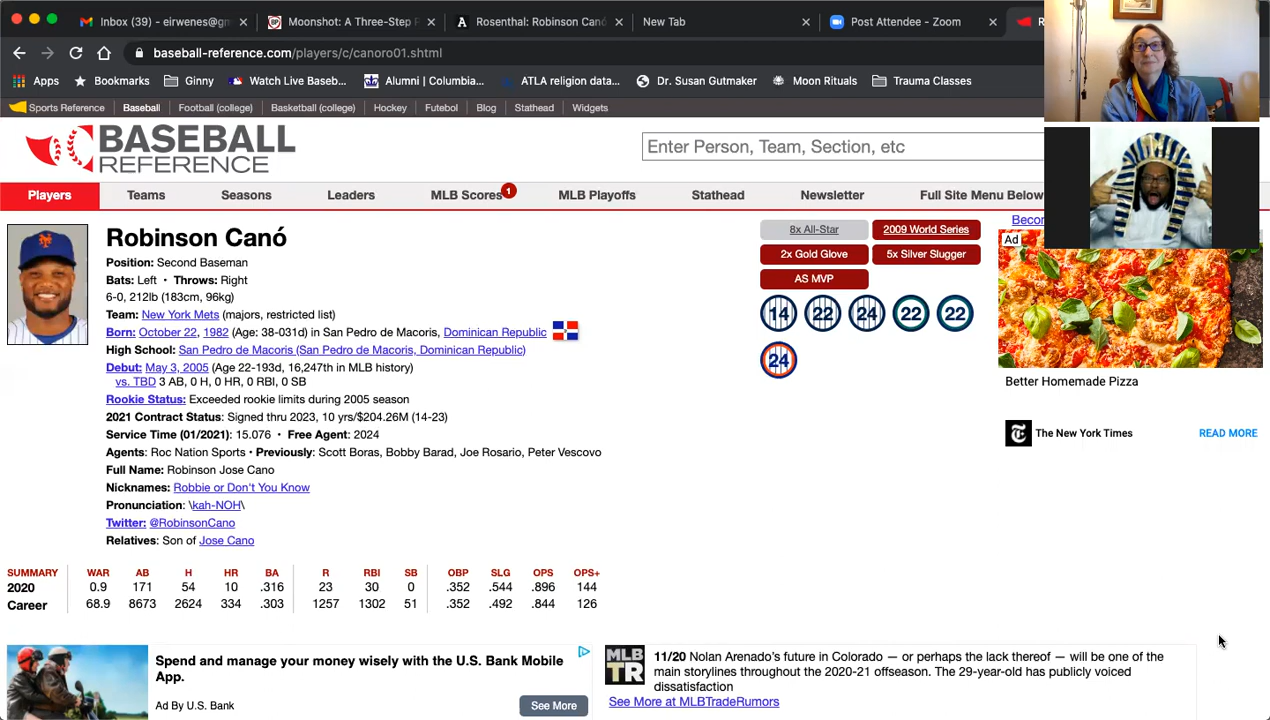 Inbox (39) - eirwenes@gm
Moonshot: A Three-Step F
Rosenthal: Robinson Canó
New Tab
Post Attendee - Zoom
baseball-reference.com/players/c/canoro01.shtml
Apps
Bookmarks
Ginny
Watch Live Baseb...
Alumni | Columbia...
ATLA religion data...
Dr. Susan Gutmaker
Moon Rituals
Trauma Classes
Sports Reference
Baseball
Football (college)
Basketball (college)
Hockey
Futebol
Blog
Stathead
Widgets
BASEBALL
REFERENCE
Enter Person, Team, Section, etc
Players
Teams
Seasons
Leaders
MLB Scores 1
MLB Playoffs
Stathead
Newsletter
Full Site Menu Below
Becor
Robinson Canó
Position: Second Baseman
Bats: Left • Throws: Right
6-0, 212lb (183cm, 96kg)
Team: New York Mets (majors, restricted list)
Born: October 22, 1982 (Age: 38-031d) in San Pedro de Macoris, Dominican Republic
High School: San Pedro de Macoris (San Pedro de Macoris, Dominican Republic)
Debut: May 3, 2005 (Age 22-193d, 16,247th in MLB history)
vs. TBD 3 AB, 0 H, 0 HR, 0 RBI, 0 SB
Rookie Status: Exceeded rookie limits during 2005 season
2021 Contract Status: Signed thru 2023, 10 yrs/$204.26M (14-23)
Service Time (01/2021): 15.076 • Free Agent: 2024
Agents: Roc Nation Sports • Previously: Scott Boras, Bobby Barad, Joe Rosario, Peter Vescovo
Full Name: Robinson Jose Cano
Nicknames: Robbie or Don't You Know
Pronunciation: \kah-NOH\
Twitter: @RobinsonCano
Relatives: Son of Jose Cano
8x All-Star
2009 World Series
2x Gold Glove
5x Silver Slugger
AS MVP
14 22 24 22 22
24
Ad
Better Homemade Pizza
The New York Times
READ MORE
SUMMARY WAR AB H HR BA R RBI SB OBP SLG OPS OPS+
2020 0.9 171 54 10 .316 23 30 0 .352 .544 .896 144
Career 68.9 8673 2624 334 .303 1257 1302 51 .352 .492 .844 126
Spend and manage your money wisely with the U.S. Bank Mobile
App.
Ad By U.S. Bank
See More
MLB
TR
11/20 Nolan Arenado's future in Colorado — or perhaps the lack thereof — will be one of the
main storylines throughout the 2020-21 offseason. The 29-year-old has publicly voiced
dissatisfaction
See More at MLBTradeRumors